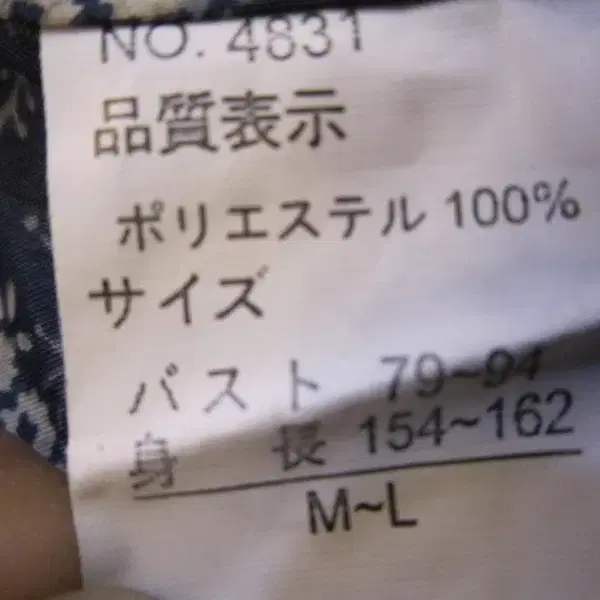 NO. 4831
品質表示
ポリエステル 100%
サイズ
バスト 79~94
身長 154~162
M~L